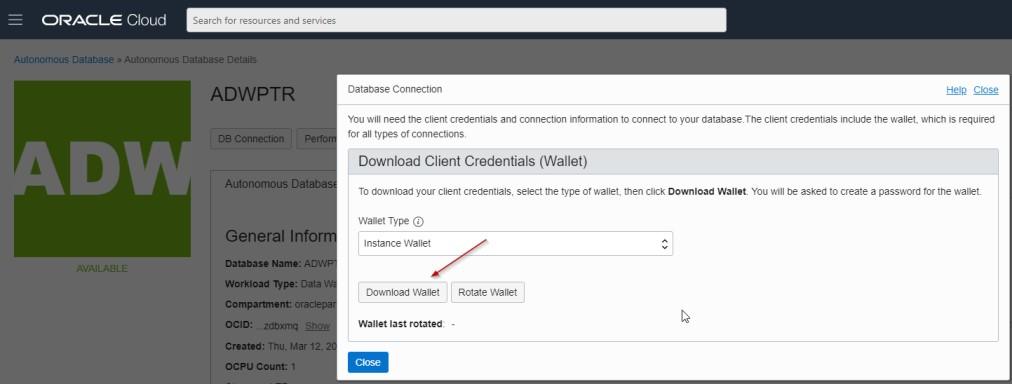 ORACLE Cloud
Search for resources and services
Autonomous Database » Autonomous Database Details
ADW
AVAILABLE
ADWPTR
DB Connection
Perform
Autonomous Database
General Inform
Database Name: ADWPT
Workload Type: Data Wa
Compartment: oraclepar
OCID: ...zdbxmq Show
Created: Thu, Mar 12, 20
OCPU Count: 1
Database Connection
Help Close
You will need the client credentials and connection information to connect to your database.The client credentials include the wallet, which is required
for all types of connections.
Download Client Credentials (Wallet)
To download your client credentials, select the type of wallet, then click Download Wallet. You will be asked to create a password for the wallet.
Wallet Type
Instance Wallet
Download Wallet Rotate Wallet
Wallet last rotated: -
Close